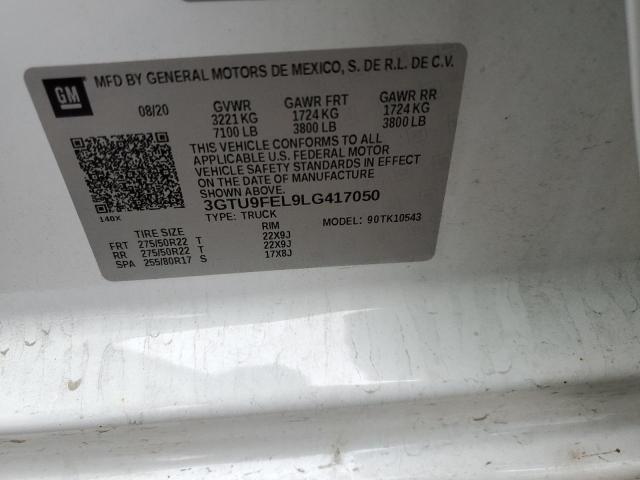 GM
MFD BY GENERAL MOTORS DE MEXICO, S. DE R.L. DE C.V.
08/20 GVWR GAWR FRT GAWR RR
3221 KG 1724 KG 1724 KG
7100 LB 3800 LB 3800 LB
THIS VEHICLE CONFORMS TO ALL
APPLICABLE U.S. FEDERAL MOTOR
VEHICLE SAFETY STANDARDS IN EFFECT
ON THE DATE OF MANUFACTURE
SHOWN ABOVE.
3GTU9FEL9LG417050
140X TYPE: TRUCK MODEL: 90TK10543
TIRE SIZE RIM
FRT 275/50R22 T 22X9J
RR 275/50R22 T 22X9J
SPA 255/80R17 S 17X8J